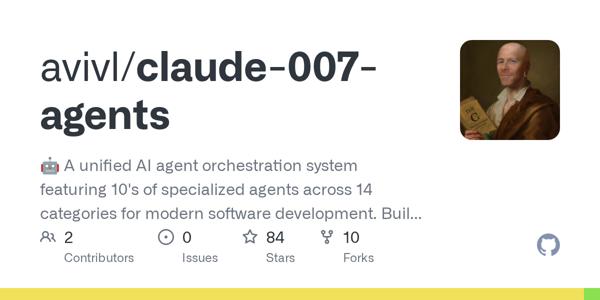 avivl/claude-007-
agents
🤖 A unified AI agent orchestration system
featuring 10's of specialized agents across 14
categories for modern software development. Buil...
2 0 84 10
Contributors Issues Stars Forks